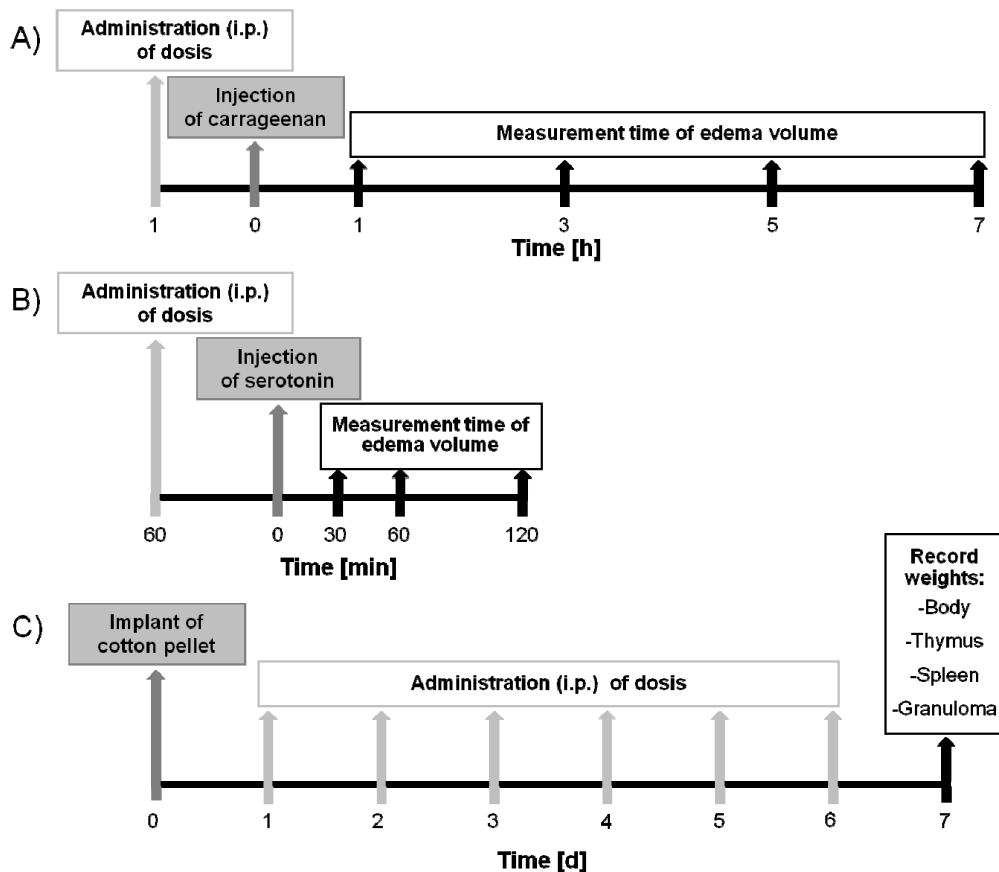 A)
Administration (i.p.)
of dosis
Injection
of carrageenan
Measurement time of edema volume
1 0 1 3 5 7
Time [h]
B)
Administration (i.p.)
of dosis
Injection
of serotonin
Measurement time of
edema volume
60 0 30 60 120
Time [min]
C)
Implant of
cotton pellet
Administration (i.p.) of dosis
Record
weights:
-Body
-Thymus
-Spleen
-Granuloma
0 1 2 3 4 5 6 7
Time [d]